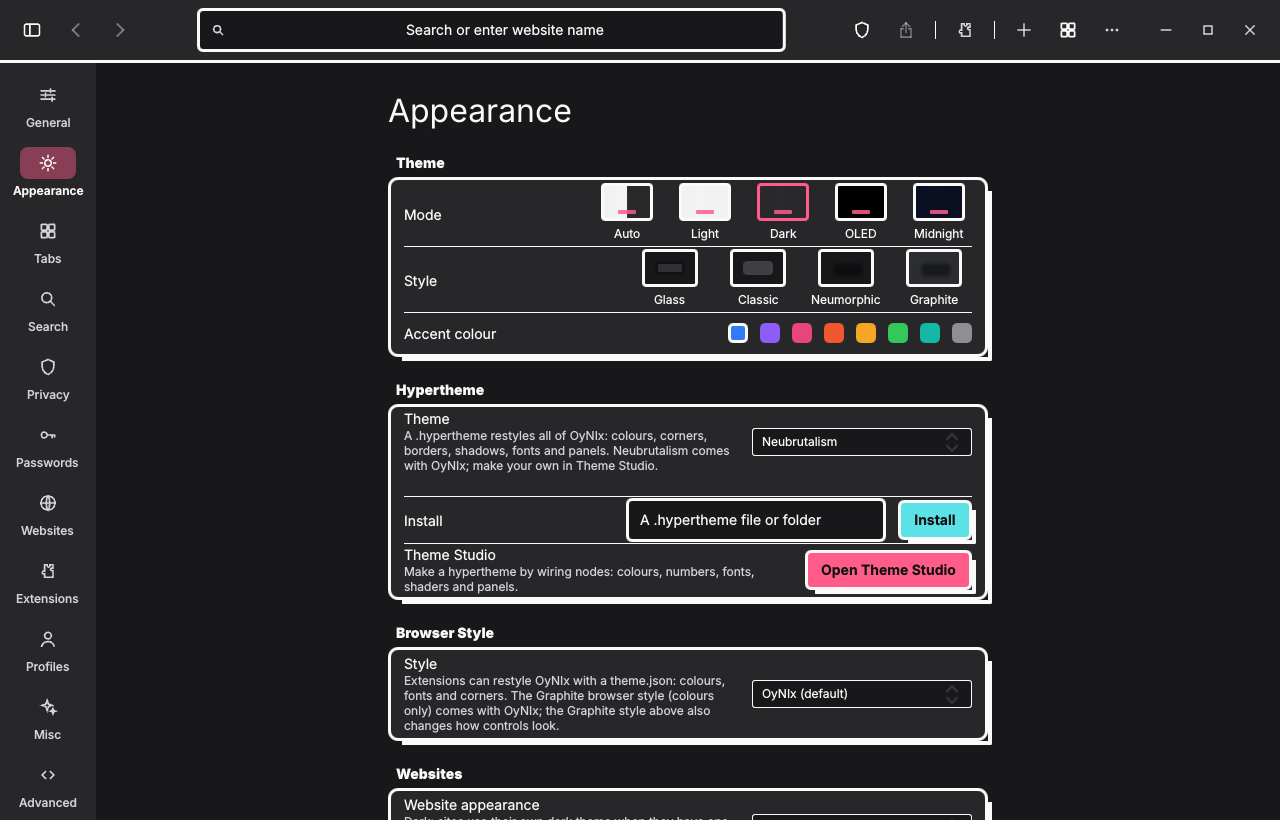 Search or enter website name
General
Appearance
Tabs
Search
Privacy
Passwords
Websites
Extensions
Profiles
Misc
Advanced
Appearance
Theme
Mode
Auto
Light
Dark
OLED
Midnight
Style
Glass
Classic
Neumorphic
Graphite
Accent colour
Hypertheme
Theme
A .hypertheme restyles all of OyNIx: colours, corners,
borders, shadows, fonts and panels. Neubrutalism comes
with OyNIx; make your own in Theme Studio.
Neubrutalism
Install
A .hypertheme file or folder
Install
Theme Studio
Make a hypertheme by wiring nodes: colours, numbers, fonts,
shaders and panels.
Open Theme Studio
Browser Style
Style
Extensions can restyle OyNIx with a theme.json: colours,
fonts and corners. The Graphite browser style (colours
only) comes with OyNIx; the Graphite style above also
changes how controls look.
OyNIx (default)
Websites
Website appearance